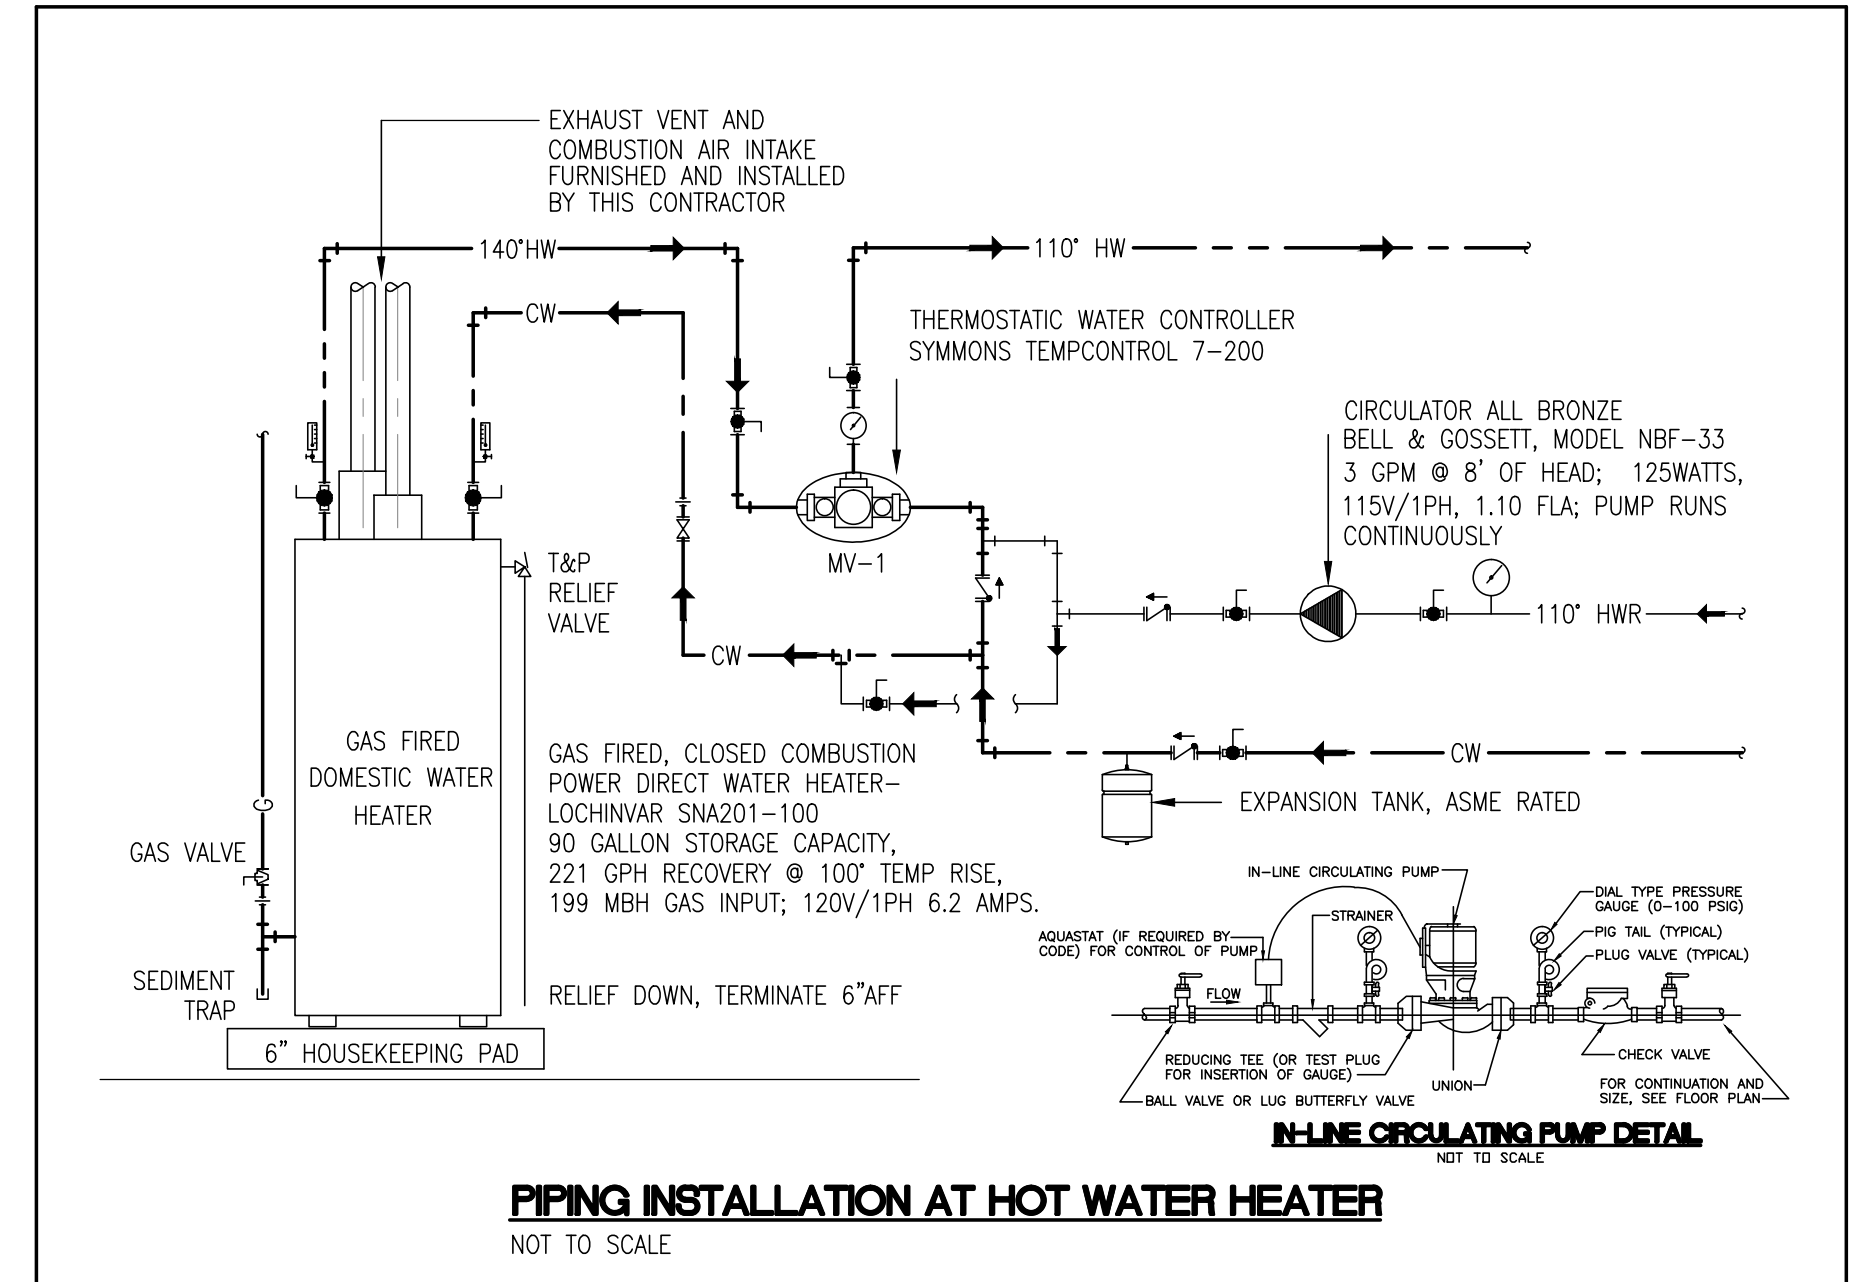 EXHAUST VENT AND
COMBUSTION AIR INTAKE
FURNISHED AND INSTALLED
BY THIS CONTRACTOR
140°HW
110° HW
CW
THERMOSTATIC WATER CONTROLLER
SYMMONS TEMPCONTROL 7-200
CIRCULATOR ALL BRONZE
BELL & GOSSETT, MODEL NBF-33
3 GPM @ 8' OF HEAD; 125WATTS,
115V/1PH, 1.10 FLA; PUMP RUNS
CONTINUOUSLY
MV-1
T&P
RELIEF
VALVE
110° HWR
CW
GAS FIRED
DOMESTIC WATER
HEATER
GAS FIRED, CLOSED COMBUSTION
POWER DIRECT WATER HEATER-
LOCHINVAR SNA201-100
90 GALLON STORAGE CAPACITY,
221 GPH RECOVERY @ 100° TEMP RISE,
199 MBH GAS INPUT; 120V/1PH 6.2 AMPS.
CW
EXPANSION TANK, ASME RATED
G
GAS VALVE
SEDIMENT
TRAP
RELIEF DOWN, TERMINATE 6"AFF
6" HOUSEKEEPING PAD
IN-LINE CIRCULATING PUMP
STRAINER
DIAL TYPE PRESSURE
GAUGE (0-100 PSIG)
PIG TAIL (TYPICAL)
PLUG VALVE (TYPICAL)
AQUASTAT (IF REQUIRED BY
CODE) FOR CONTROL OF PUMP
FLOW
REDUCING TEE (OR TEST PLUG
FOR INSERTION OF GAUGE)
UNION
CHECK VALVE
BALL VALVE OR LUG BUTTERFLY VALVE
FOR CONTINUATION AND
SIZE, SEE FLOOR PLAN
IN-LINE CIRCULATING PUMP DETAIL
NOT TO SCALE
PIPING INSTALLATION AT HOT WATER HEATER
NOT TO SCALE